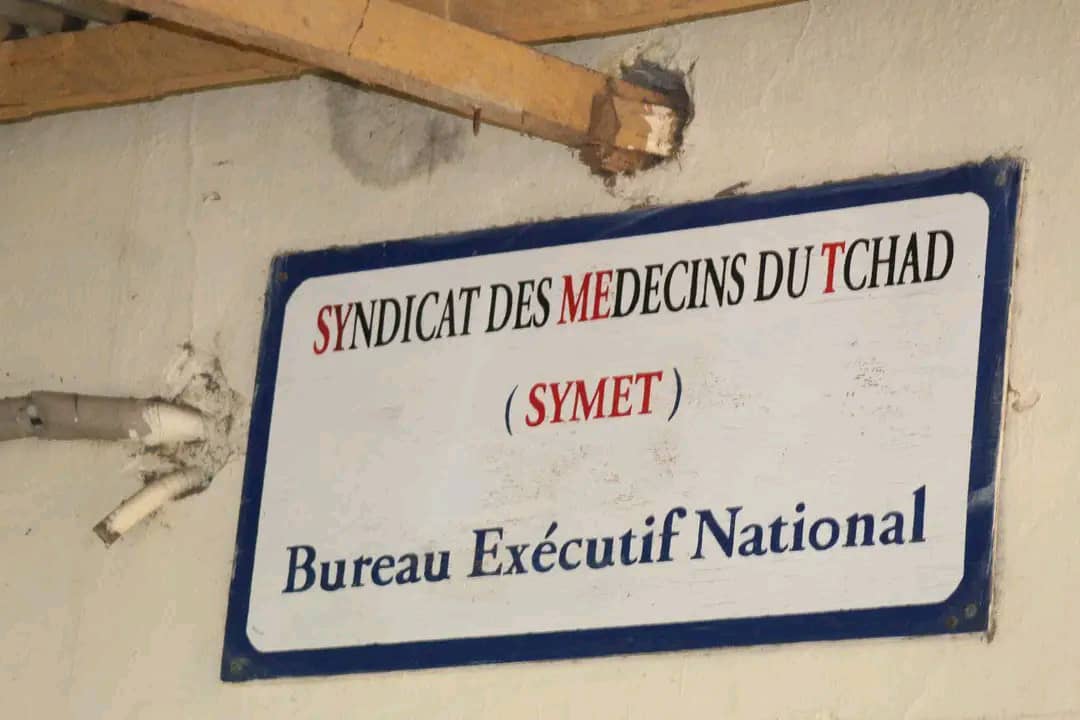 SYNDICAT DES MEDECINS DU TCHAD
( SYMET )
Bureau Exécutif National